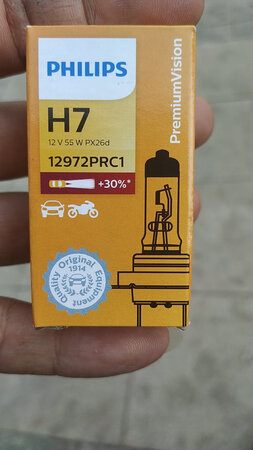 PHILIPS
H7
12 V 55 W PX26d
12972PRC1
+30%*
PremiumVision
Quality Original Equipment
1914